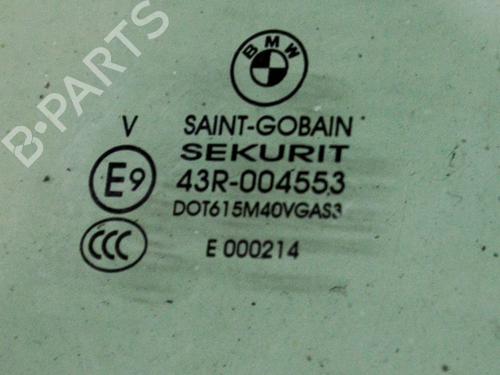 B-PARTS
BMW
V SAINT-GOBAIN
SEKURIT
E9 43R-004553
DOT615M40VGAS3
CCC E 000214